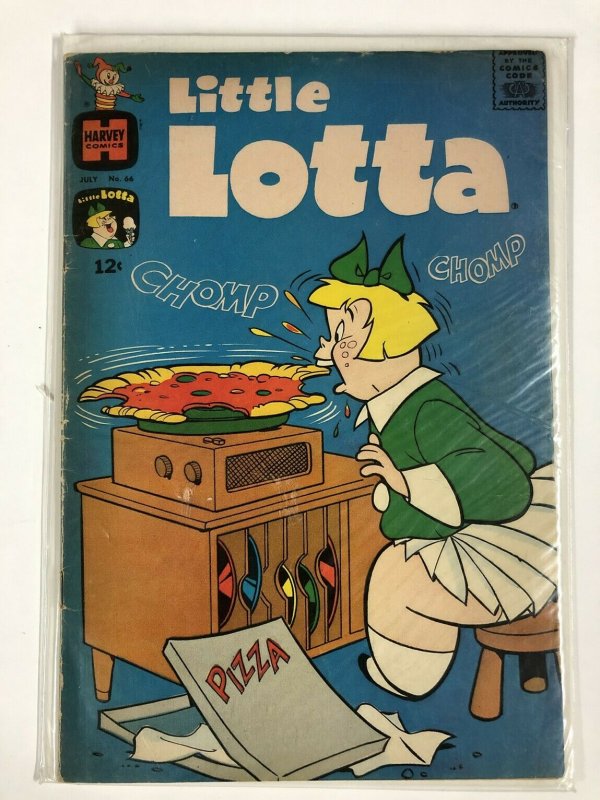 APPROVED
BY THE
COMICS
CODE
AUTHORITY
Little
Lotta
HARVEY
COMICS
JULY No. 66
Little Lotta
12¢
CHOMP
CHOMP
PIZZA